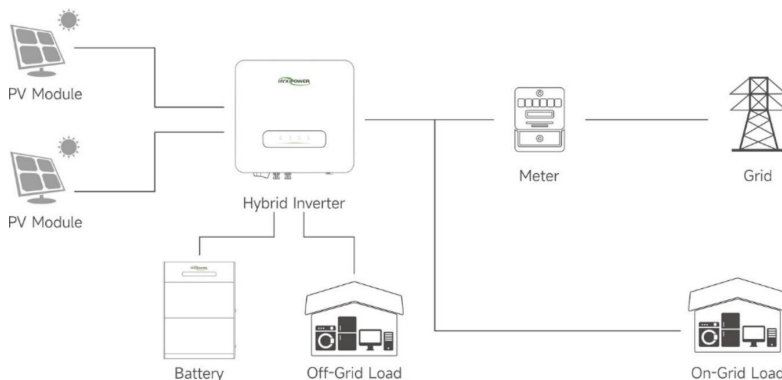 PV Module
PV Module
Hybrid Inverter
Meter
Grid
Battery
Off-Grid Load
On-Grid Load